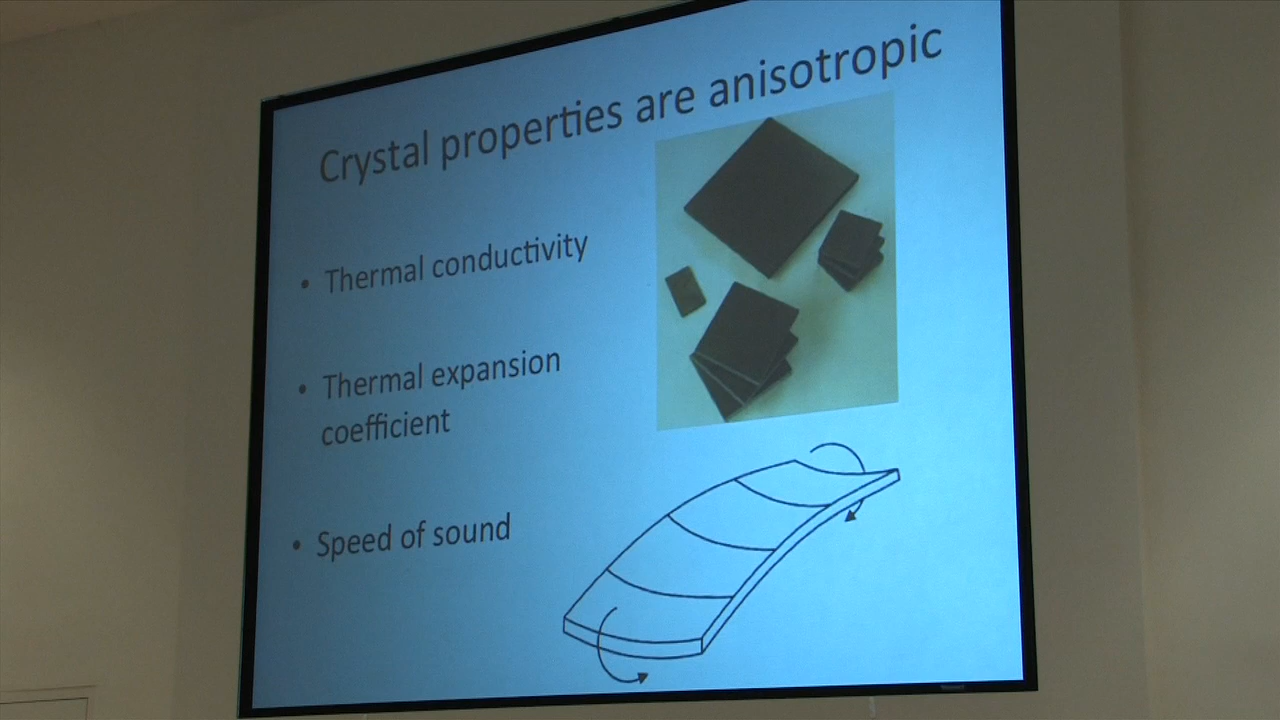 Crystal properties are anisotropic
• Thermal conductivity
• Thermal expansion
coefficient
• Speed of sound